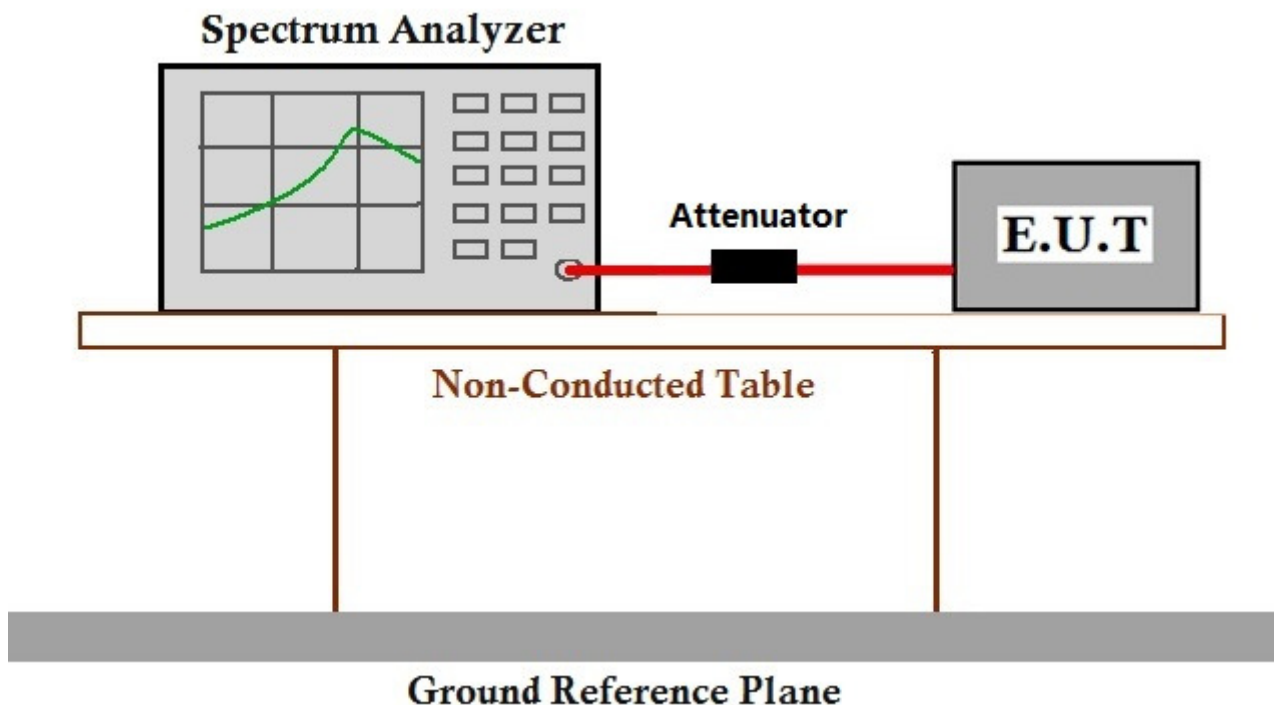 Spectrum Analyzer
Attenuator
E.U.T
Non-Conducted Table
Ground Reference Plane